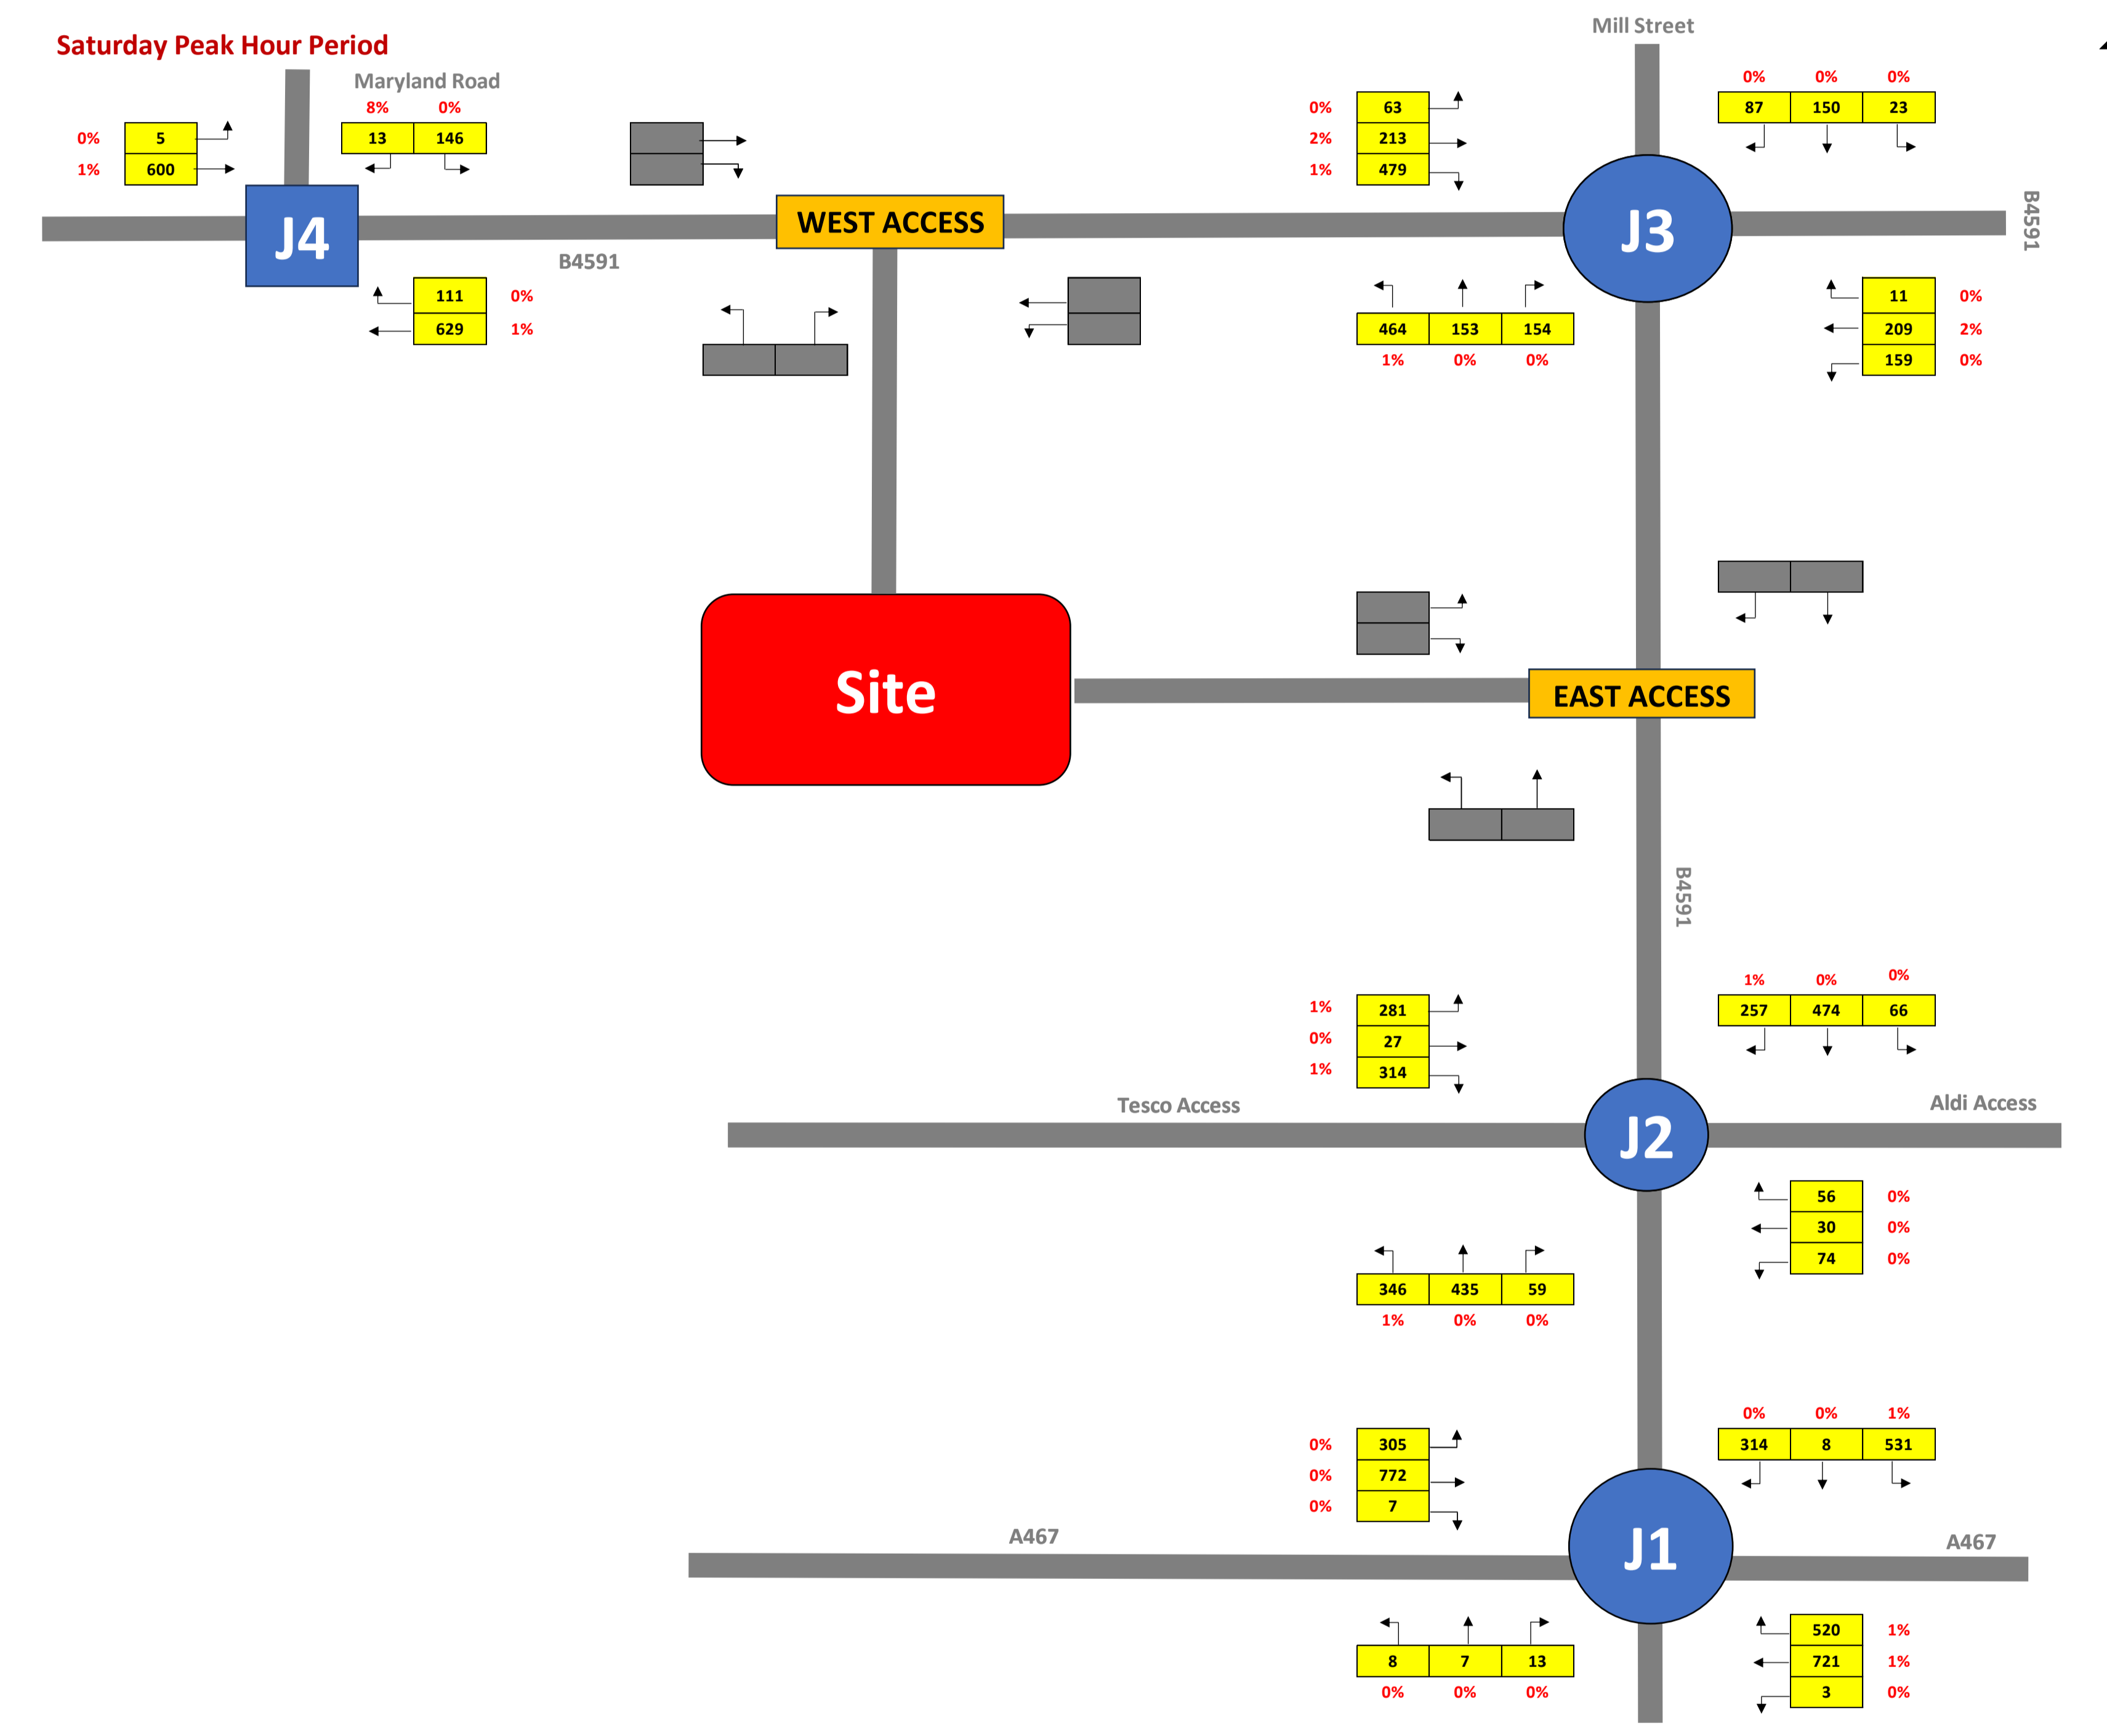 Mill Street
Saturday Peak Hour Period
Maryland Road
0% 0% 0%
8% 0%
0% 63
87 150 23
0% 5
13 146
2% 213
1% 600
1% 479
J4
WEST ACCESS
J3
B4591
B4591
111 0%
629 1%
464 153 154
1% 0% 0%
11 0%
209 2%
159 0%
Site
EAST ACCESS
B4591
1% 0% 0%
1% 281
0% 27
1% 314
257 474 66
Tesco Access
Aldi Access
J2
56 0%
30 0%
74 0%
346 435 59
1% 0% 0%
0% 0% 1%
0% 305
0% 772
0% 7
314 8 531
A467
J1
A467
520 1%
721 1%
3 0%
8 7 13
0% 0% 0%